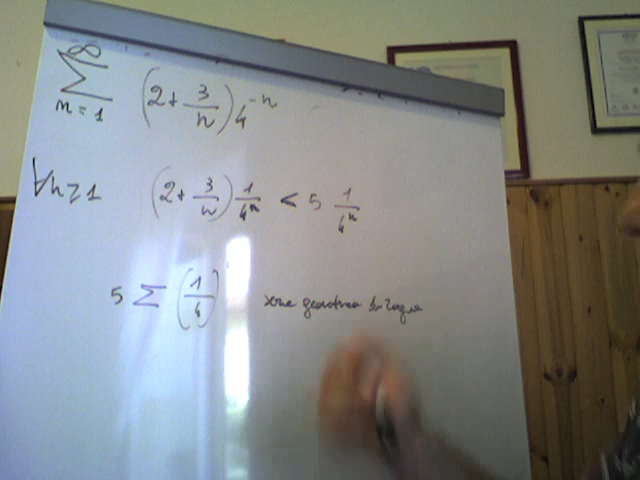 ∞
∑ (2+ 3/n) 4^-n
n=1
∀n≥1 (2+ 3/n) 1/4^n < 5 1/4^n
5 ∑ (1/4) serie geometrica di ragione